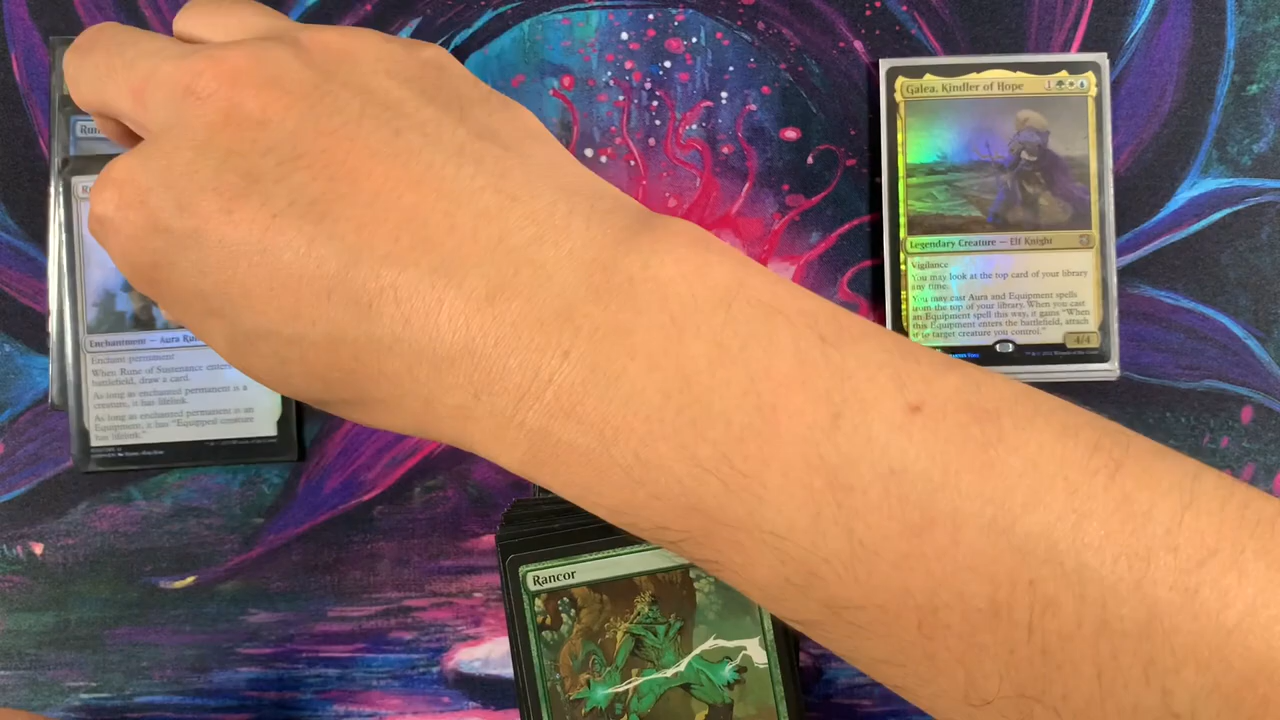 Galea, Kindler of Hope
1
Legendary Creature — Elf Knight
Vigilance
You may look at the top card of your library
any time.
You may cast Aura and Equipment spells
from the top of your library. When you cast
an Equipment spell this way, it gains "When
this Equipment enters the battlefield, attach
it to target creature you control."
4/4
Run
Enchantment — Aura Run
Enchant permanent
When Rune of Sustenance enters
battlefield, draw a card.
As long as enchanted permanent is a
creature, it has lifelink.
As long as enchanted permanent is an
Equipment, it has "Equipped creature
has lifelink."
Rancor